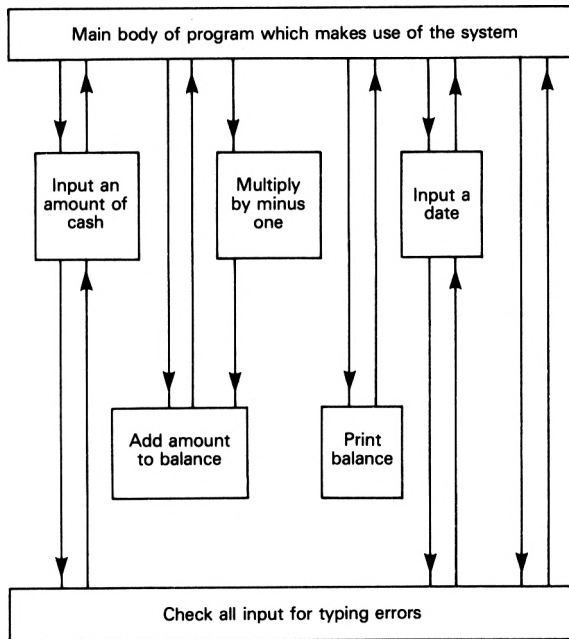 Main body of program which makes use of the system
Input an
amount of
cash
Multiply
by minus
one
Input a
date
Add amount
to balance
Print
balance
Check all input for typing errors